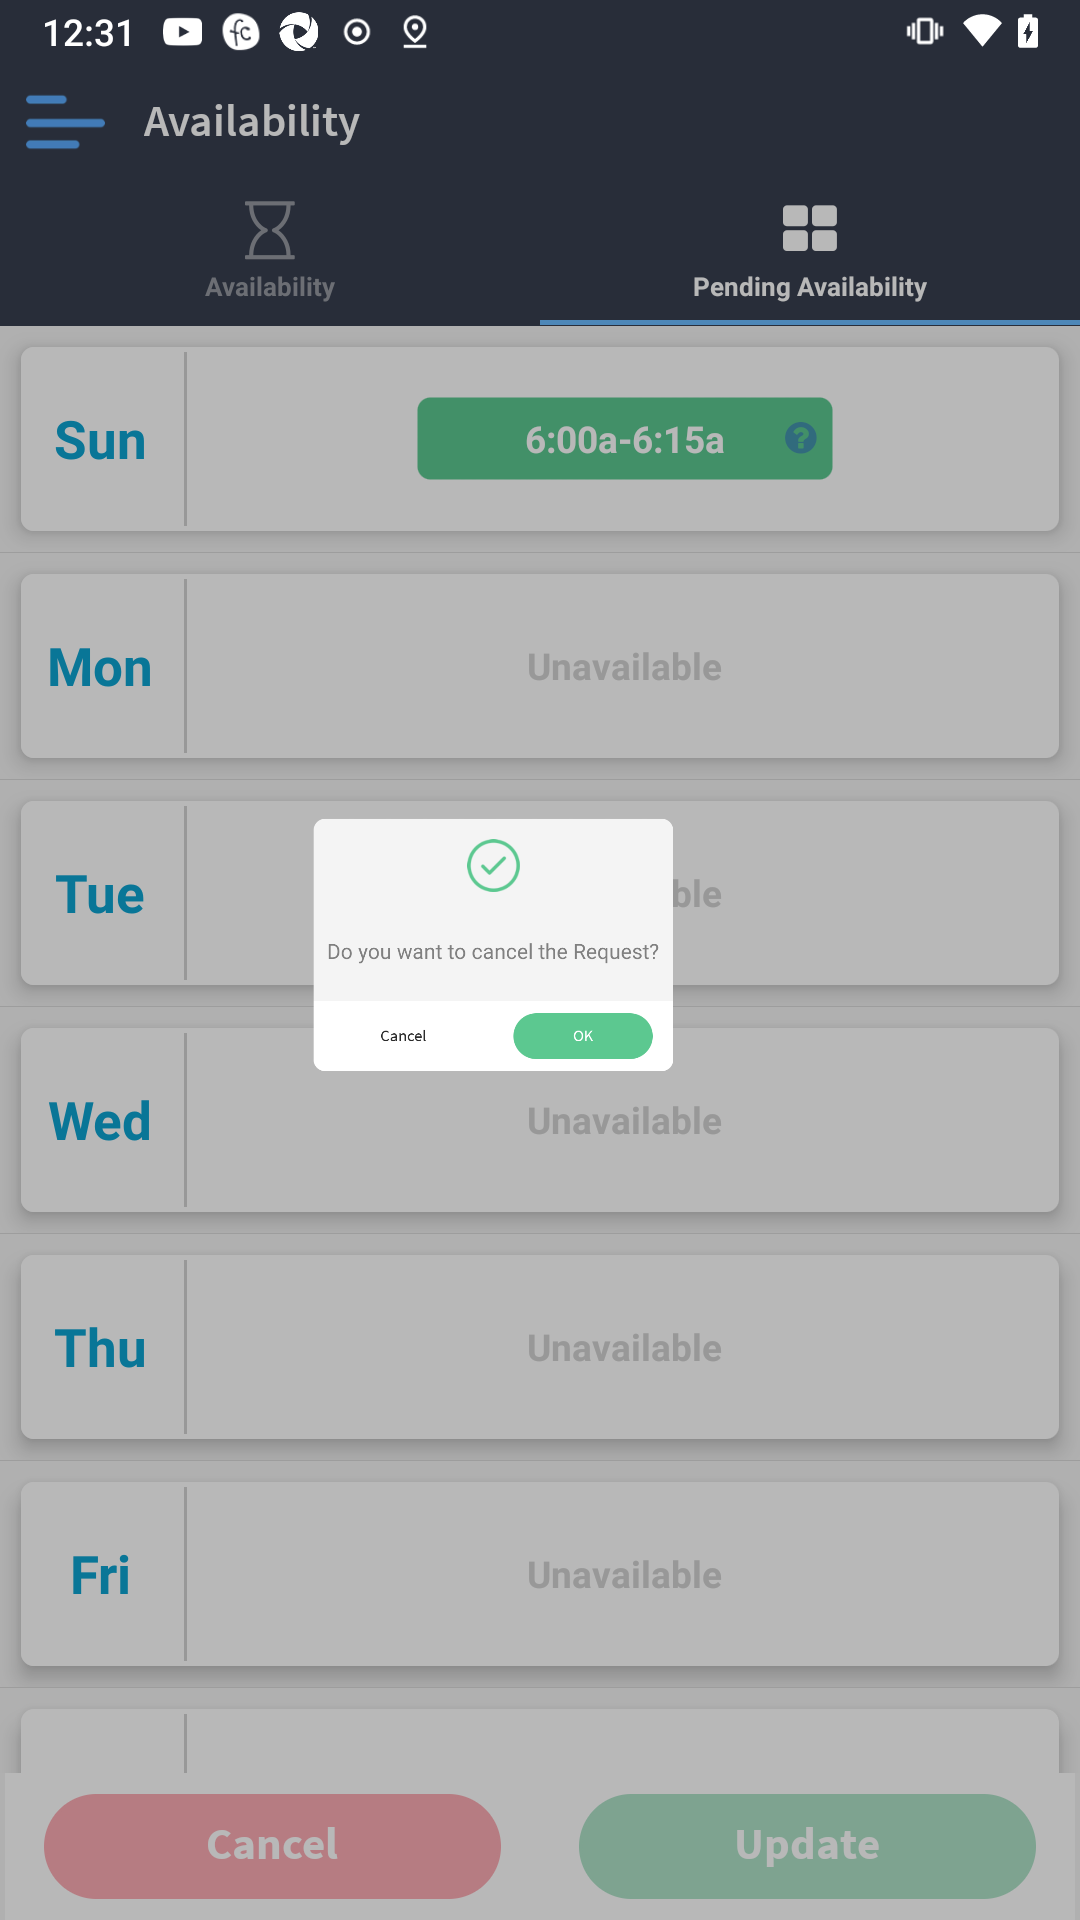 12:31
Availability
Availability
Pending Availability
Sun
6:00a-6:15a
Mon
Unavailable
Tue
ble
Do you want to cancel the Request?
Cancel
OK
Wed
Unavailable
Thu
Unavailable
Fri
Unavailable
Cancel
Update